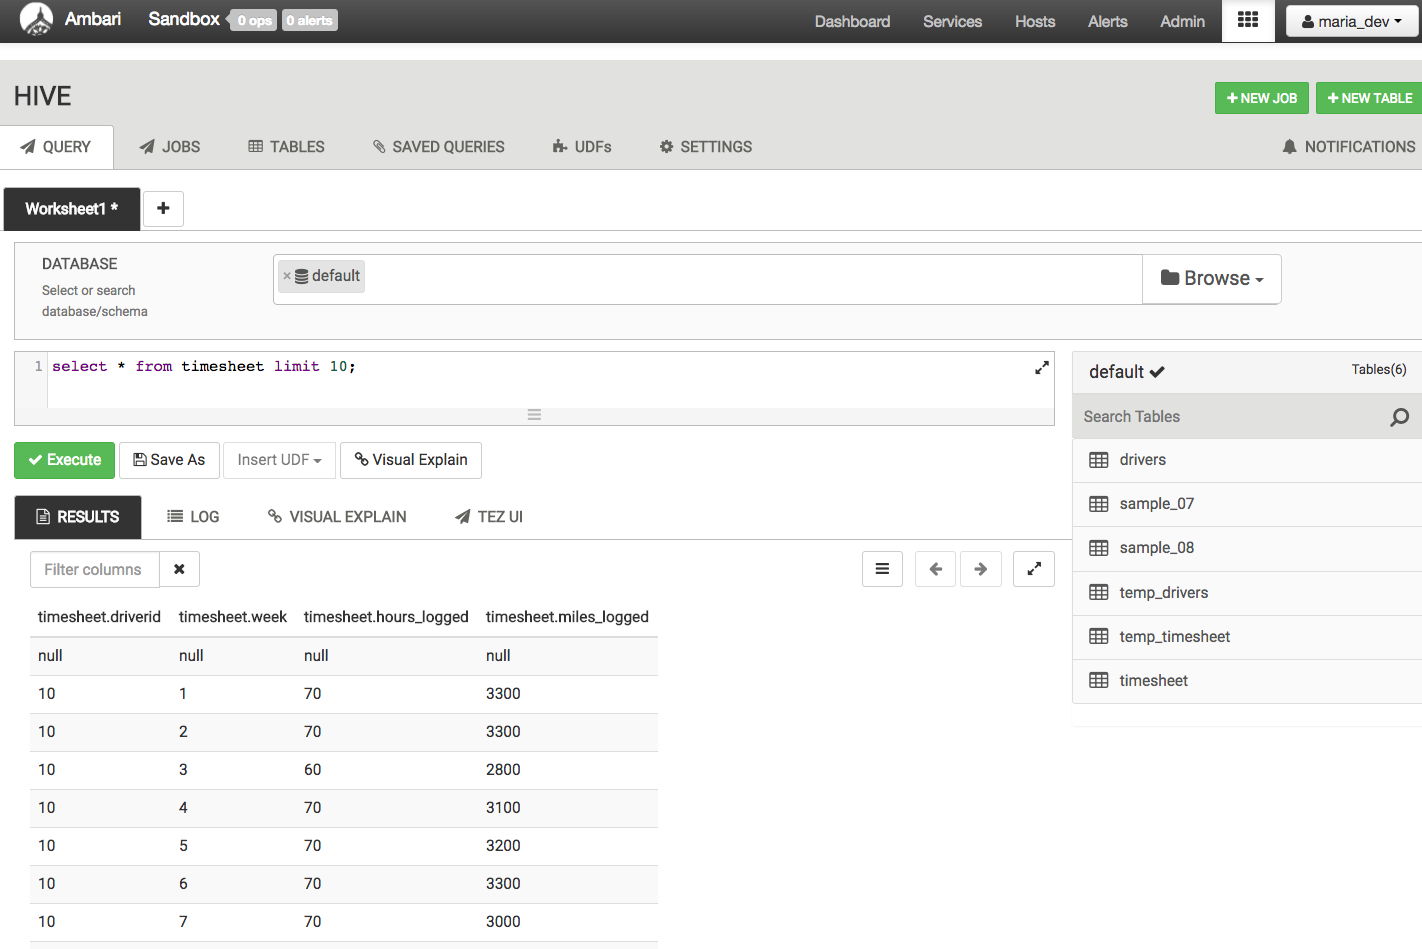 Ambari Sandbox 0 ops 0 alerts Dashboard Services Hosts Alerts Admin maria_dev
HIVE
NEW JOB NEW TABLE
QUERY JOBS TABLES SAVED QUERIES UDFs SETTINGS NOTIFICATIONS
Worksheet1 * +
DATABASE
Select or search
database/schema
× default
Browse
1 select * from timesheet limit 10;
Execute Save As Insert UDF Visual Explain
RESULTS LOG VISUAL EXPLAIN TEZ UI
Filter columns
timesheet.driverid timesheet.week timesheet.hours_logged timesheet.miles_logged
null null null null
10 1 70 3300
10 2 70 3300
10 3 60 2800
10 4 70 3100
10 5 70 3200
10 6 70 3300
10 7 70 3000
default Tables(6)
Search Tables
drivers
sample_07
sample_08
temp_drivers
temp_timesheet
timesheet